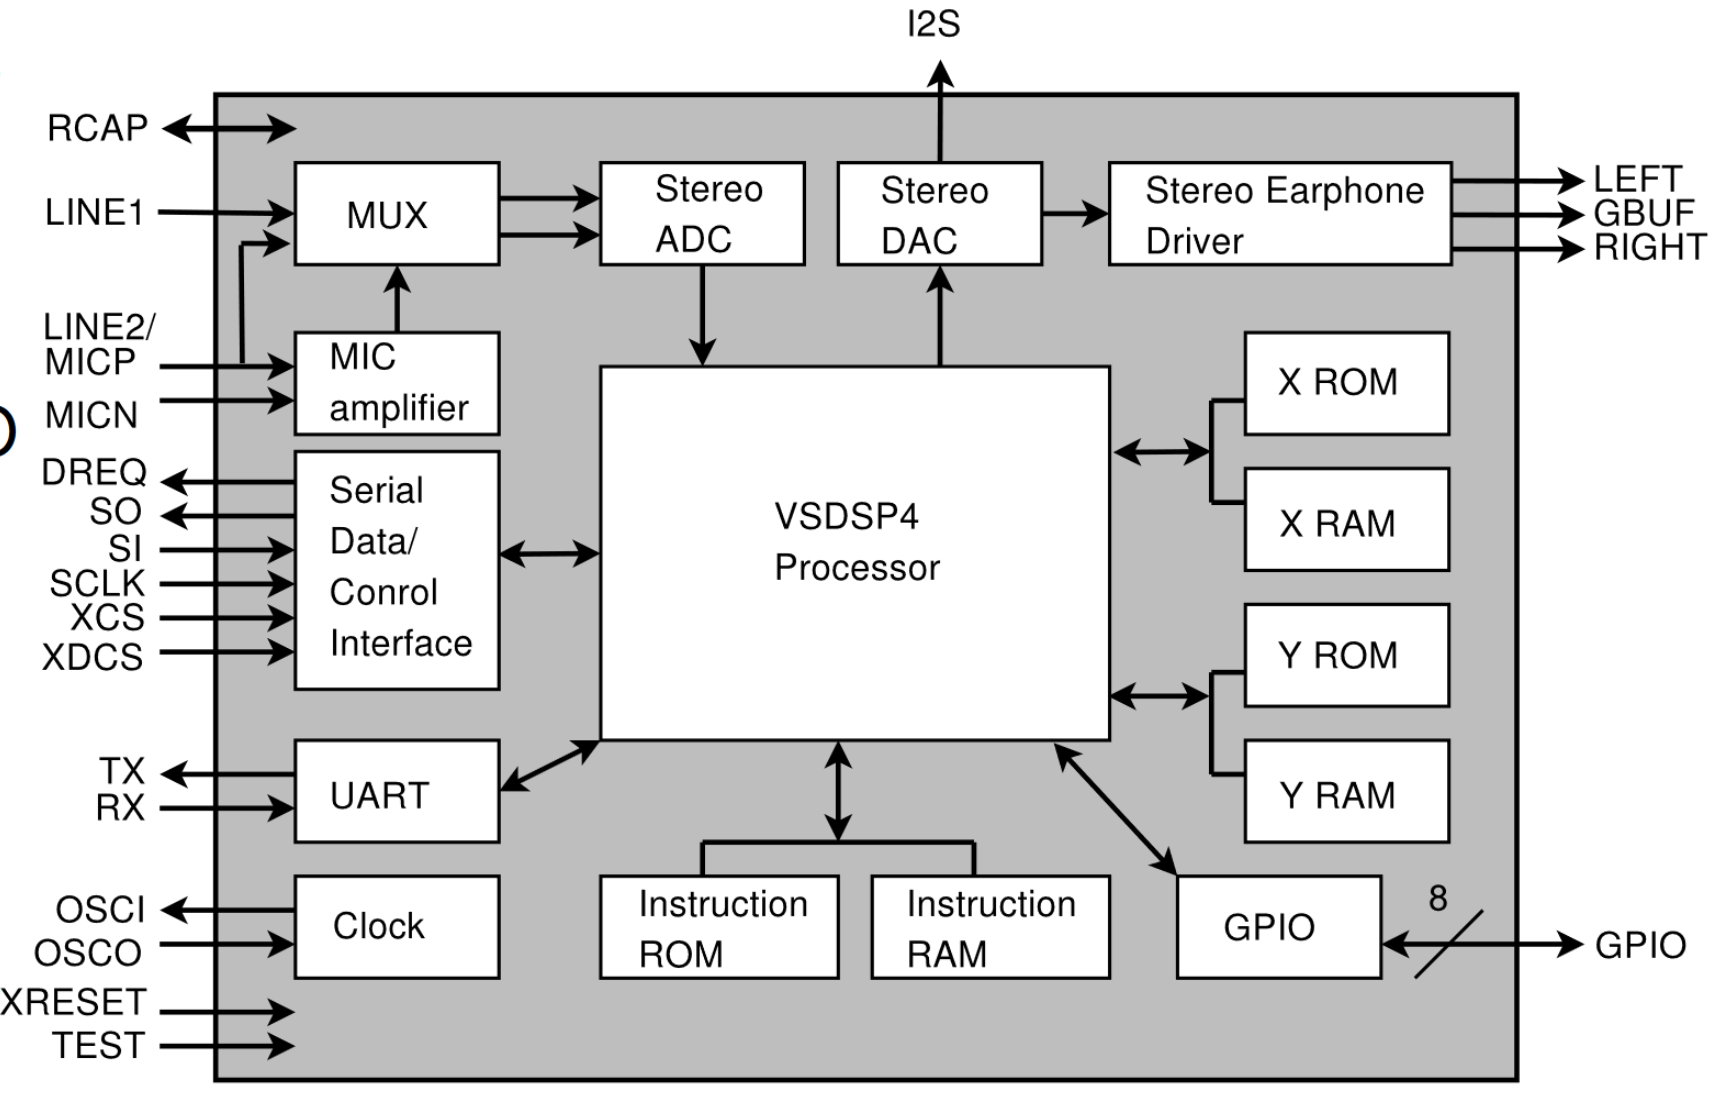 I2S
RCAP
LINE1
MUX
Stereo
ADC
Stereo
DAC
Stereo Earphone
Driver
LEFT
GBUF
RIGHT
LINE2/
MICP
MICN
MIC
amplifier
X ROM
X RAM
DREQ
SO
SI
SCLK
XCS
XDCS
Serial
Data/
Conrol
Interface
VSDSP4
Processor
Y ROM
Y RAM
TX
RX
UART
OSCI
OSCO
Clock
Instruction
ROM
Instruction
RAM
GPIO
8
GPIO
XRESET
TEST